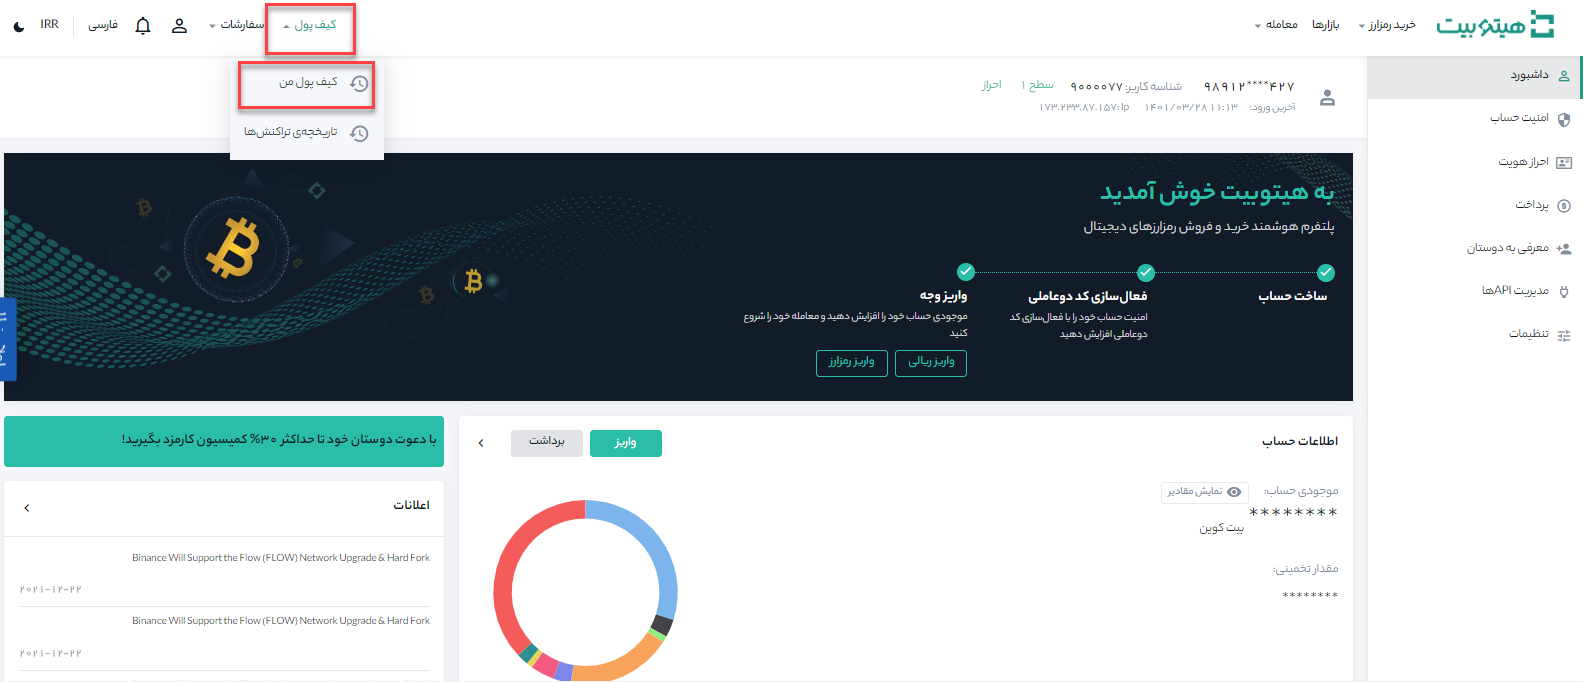 هیتوبیت
خرید رمزارز
بازارها
معامله
کیف پول
سفارشات
فارسی
IRR
کیف پول من
تاریخچه‌ی تراکنش‌ها
داشبورد
امنیت حساب
احراز هویت
پرداخت
معرفی به دوستان
مدیریت APIها
تنظیمات
۹۸۹۱۲****۴۲۷
شناسه کاربر: ۹۰۰۰۰۷۷
سطح ۱
احراز
آخرین ورود: ۱۴۰۱/۰۳/۲۸ ۱۱:۱۳
Ip: ۱۷۳.۲۳۳.۸۷.۱۵۷
به هیتوبیت خوش آمدید
پلتفرم هوشمند خرید و فروش رمزارزهای دیجیتال
ساخت حساب
فعال‌سازی کد دوعاملی
امنیت حساب خود را با فعال‌سازی کد
دوعاملی افزایش دهید
واریز وجه
موجودی حساب خود را افزایش دهید و معامله خود را شروع
کنید
واریز ریالی
واریز رمزارز
با دعوت دوستان خود تا حداکثر ۳۰% کمیسیون کارمزد بگیرید!
اطلاعات حساب
واریز
برداشت
موجودی حساب:
نمایش مقادیر
********
بیت کوین
مقدار تخمینی:
********
اعلانات
Binance Will Support the Flow (FLOW) Network Upgrade & Hard Fork
۲۰۲۱-۱۲-۲۲
Binance Will Support the Flow (FLOW) Network Upgrade & Hard Fork
۲۰۲۱-۱۲-۲۲